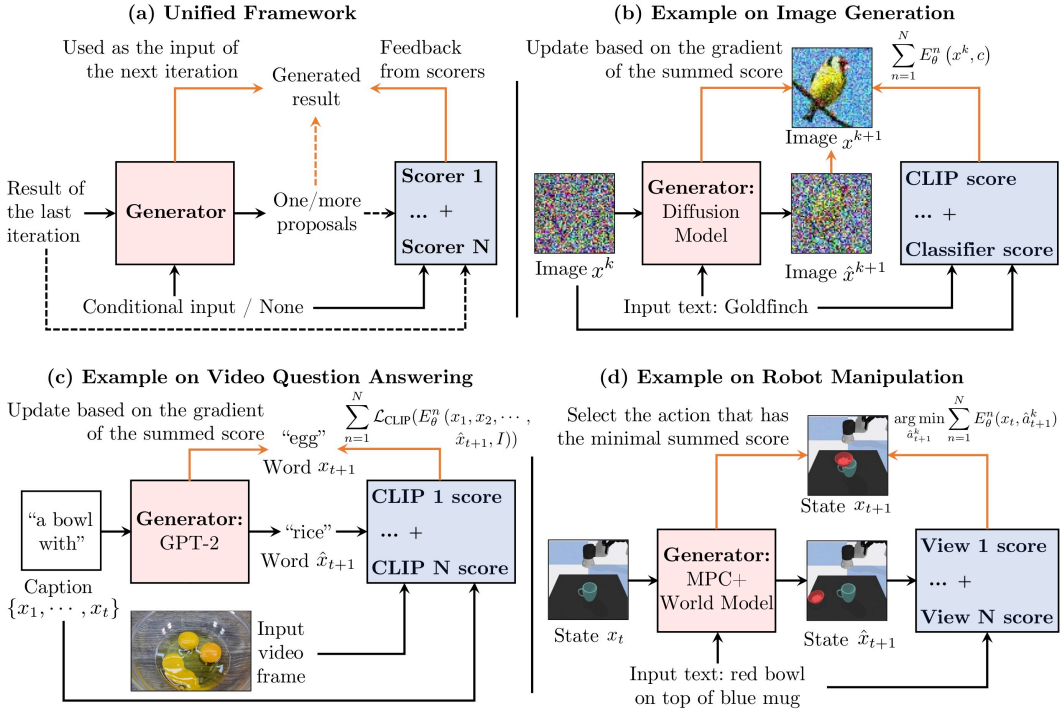 (a) Unified Framework
Used as the input of
the next iteration
Generated
result
Feedback
from scorers
Result of
the last
iteration
Generator
One/more
proposals
Scorer 1
... +
Scorer N
Conditional input / None
(b) Example on Image Generation
Update based on the gradient
of the summed score
∑_{n=1}^{N} E_θ^n (x^k, c)
Image x^{k+1}
Generator:
Diffusion
Model
CLIP score
... +
Classifier score
Image x^k
Image x̂^{k+1}
Input text: Goldfinch
(c) Example on Video Question Answering
Update based on the gradient
of the summed score
∑_{n=1}^{N} ℒ_CLIP(E_θ^n (x_1, x_2, ⋯ ,
x̂_{t+1}, I))
“egg”
Word x_{t+1}
“a bowl
with”
Generator:
GPT-2
“rice”
Word x̂_{t+1}
CLIP 1 score
... +
CLIP N score
Caption
{x_1, ⋯ , x_t}
Input
video
frame
(d) Example on Robot Manipulation
Select the action that has
the minimal summed score
arg min_{â_{t+1}^k} ∑_{n=1}^{N} E_θ^n(x_t, â_{t+1}^k)
State x_{t+1}
Generator:
MPC+
World Model
View 1 score
... +
View N score
State x_t
State x̂_{t+1}
Input text: red bowl
on top of blue mug